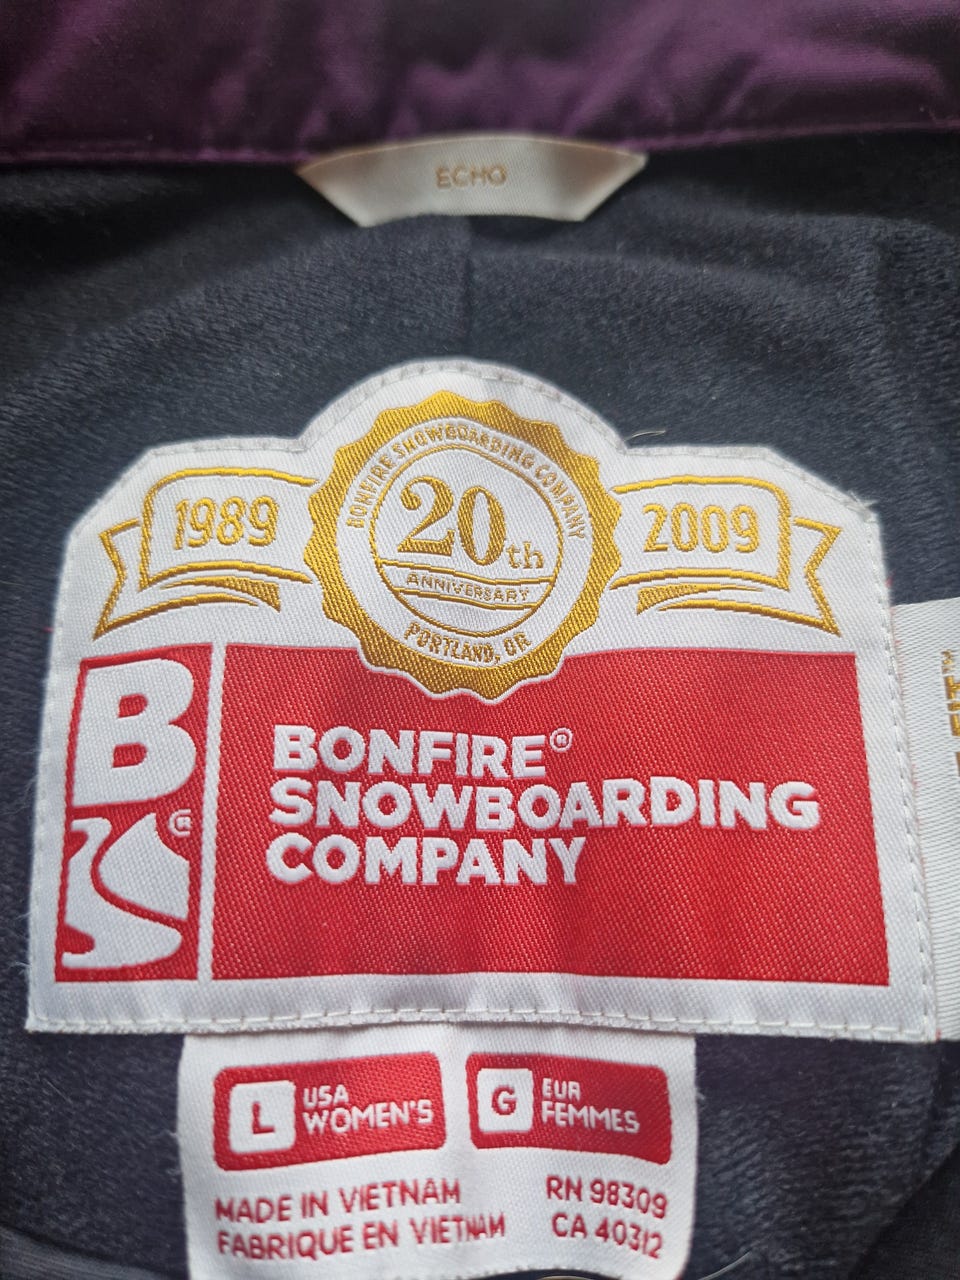 ECHO
BONFIRE SNOWBOARDING COMPANY
1989
20th
2009
ANNIVERSARY
PORTLAND, OR
B
®
BONFIRE®
SNOWBOARDING
COMPANY
L USA WOMEN'S
G EUR FEMMES
MADE IN VIETNAM
FABRIQUE EN VIETNAM
RN 98309
CA 40312